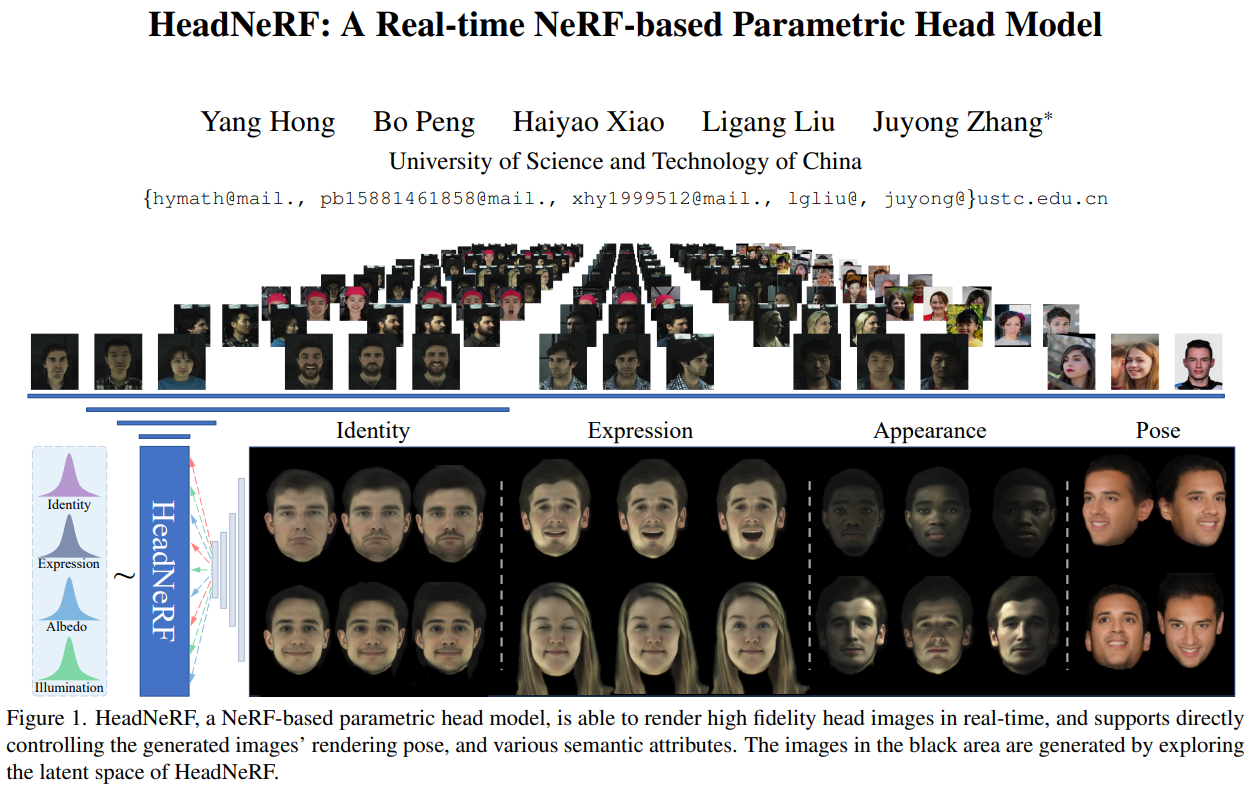 HeadNeRF: A Real-time NeRF-based Parametric Head Model
Yang Hong Bo Peng Haiyao Xiao Ligang Liu Juyong Zhang*
University of Science and Technology of China
{hymath@mail., pb15881461858@mail., xhy1999512@mail., lgliu@, juyong@}ustc.edu.cn
Identity Expression Appearance Pose
Identity
Expression
Albedo
Illumination
~
HeadNeRF
Figure 1. HeadNeRF, a NeRF-based parametric head model, is able to render high fidelity head images in real-time, and supports directly
controlling the generated images' rendering pose, and various semantic attributes. The images in the black area are generated by exploring
the latent space of HeadNeRF.